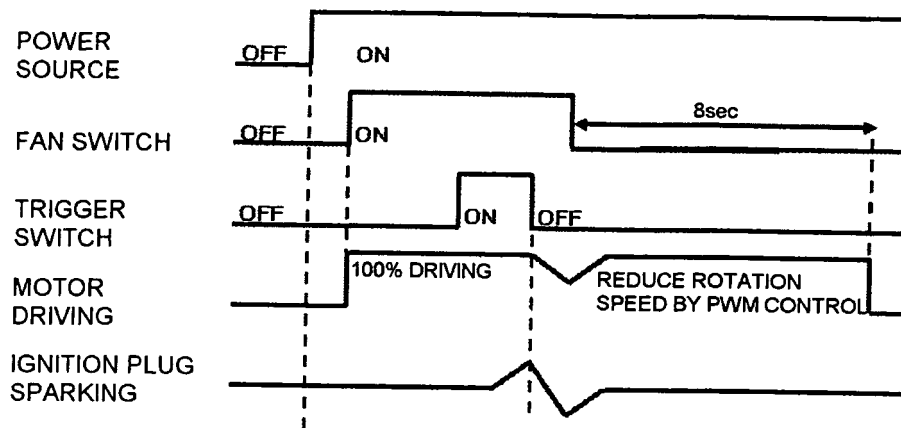 POWER
SOURCE
OFF
ON
FAN SWITCH
OFF
ON
8sec
TRIGGER
SWITCH
OFF
ON
OFF
MOTOR
DRIVING
100% DRIVING
REDUCE ROTATION
SPEED BY PWM CONTROL
IGNITION PLUG
SPARKING